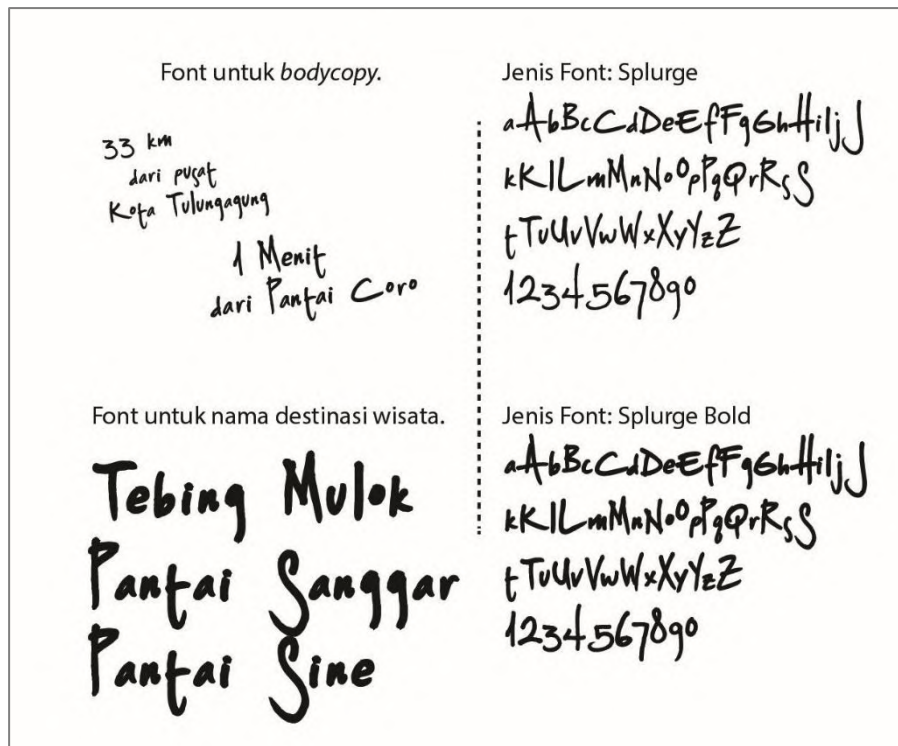 Font untuk bodycopy.
33 km
dari pusat
Kota Tulungagung
1 Menit
dari Pantai Coro
Jenis Font: Splurge
aAbBcCdDeEfFgGhHiIjJ
kKlLmMnNoOpPqQrRsS
tTuUvVwWxXyYzZ
1234567890
Font untuk nama destinasi wisata.
Tebing Mulok
Pantai Sanggar
Pantai Sine
Jenis Font: Splurge Bold
aAbBcCdDeEfFgGhHiIjJ
kKlLmMnNoOpPqQrRsS
tTuUvVwWxXyYzZ
1234567890